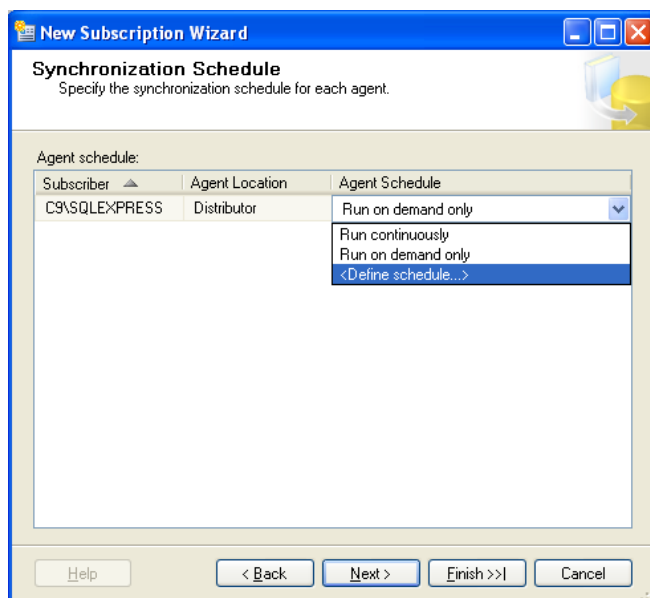 New Subscription Wizard
Synchronization Schedule
Specify the synchronization schedule for each agent.
Agent schedule:
Subscriber Agent Location Agent Schedule
C9\SQLEXPRESS Distributor Run on demand only
Run continuously
Run on demand only
<Define schedule...>
Help < Back Next > Finish >>| Cancel